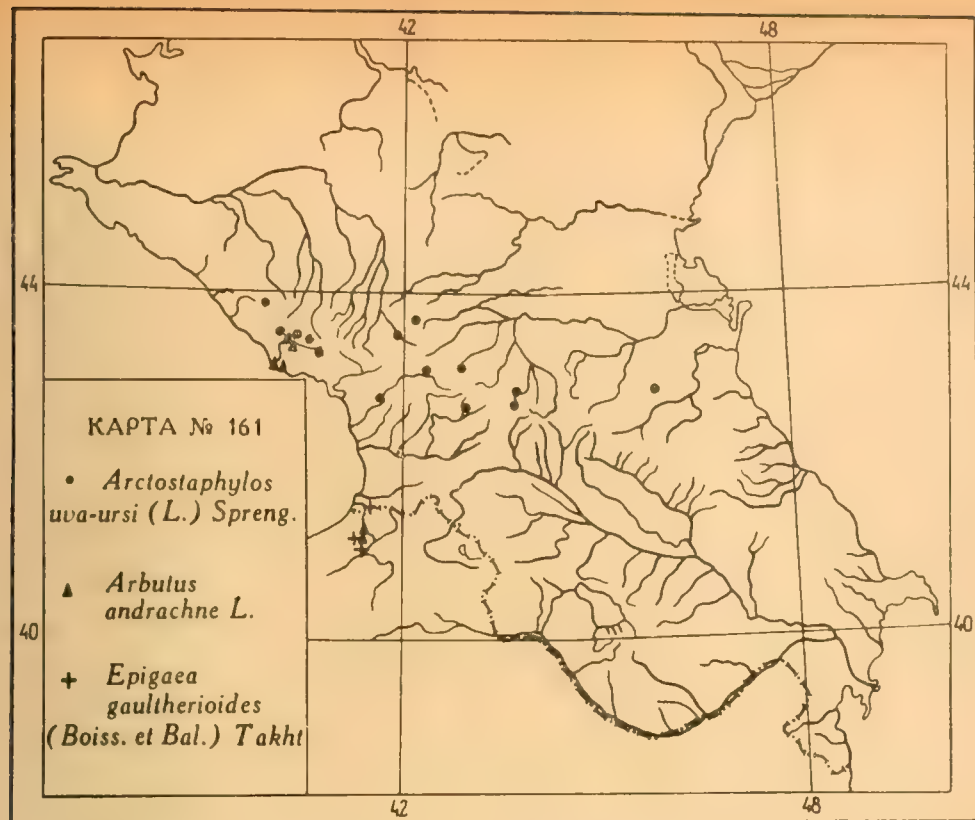 42 48
44 44
КАРТА № 161
Arctostaphylos
uva-ursi (L.) Spreng.
Arbutus
andrachne L.
Epigaea
gaultherioides
(Boiss. et Bal.) Takht
40 40
42 48